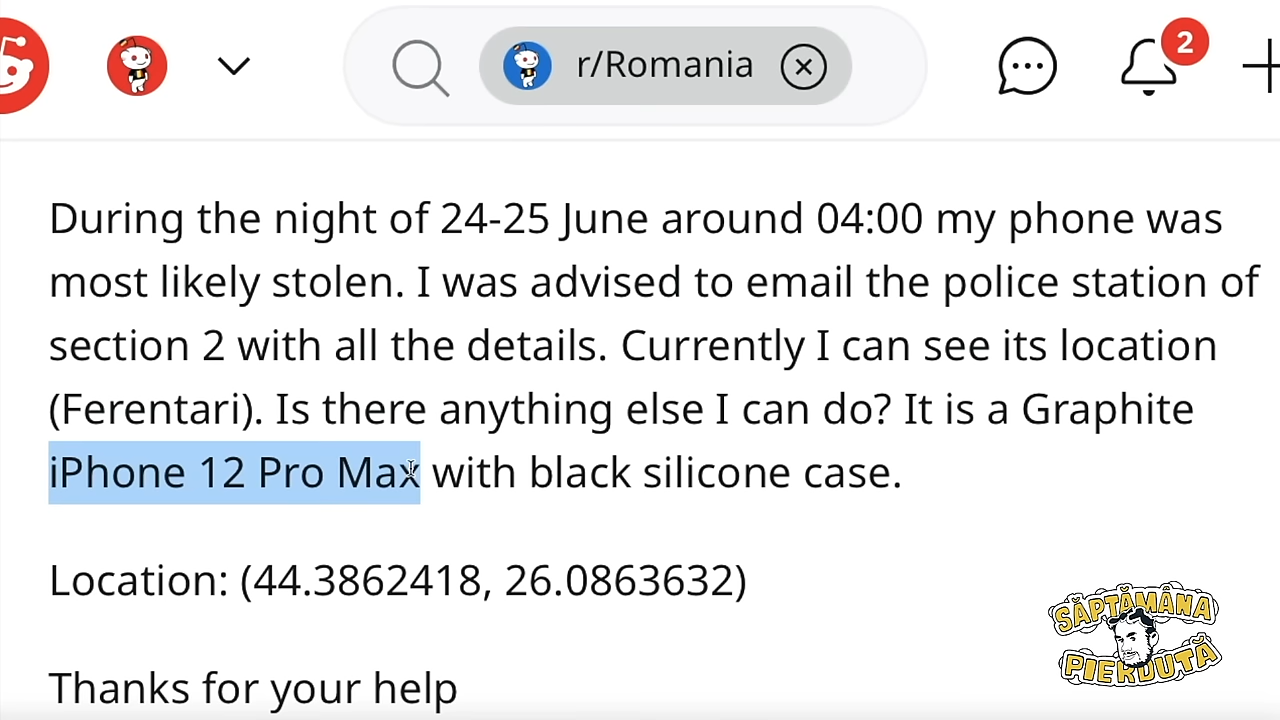 r/Romania
2
During the night of 24-25 June around 04:00 my phone was
most likely stolen. I was advised to email the police station of
section 2 with all the details. Currently I can see its location
(Ferentari). Is there anything else I can do? It is a Graphite
iPhone 12 Pro Max with black silicone case.
Location: (44.3862418, 26.0863632)
Thanks for your help
SĂPTĂMÂNA
PIERDUTĂ